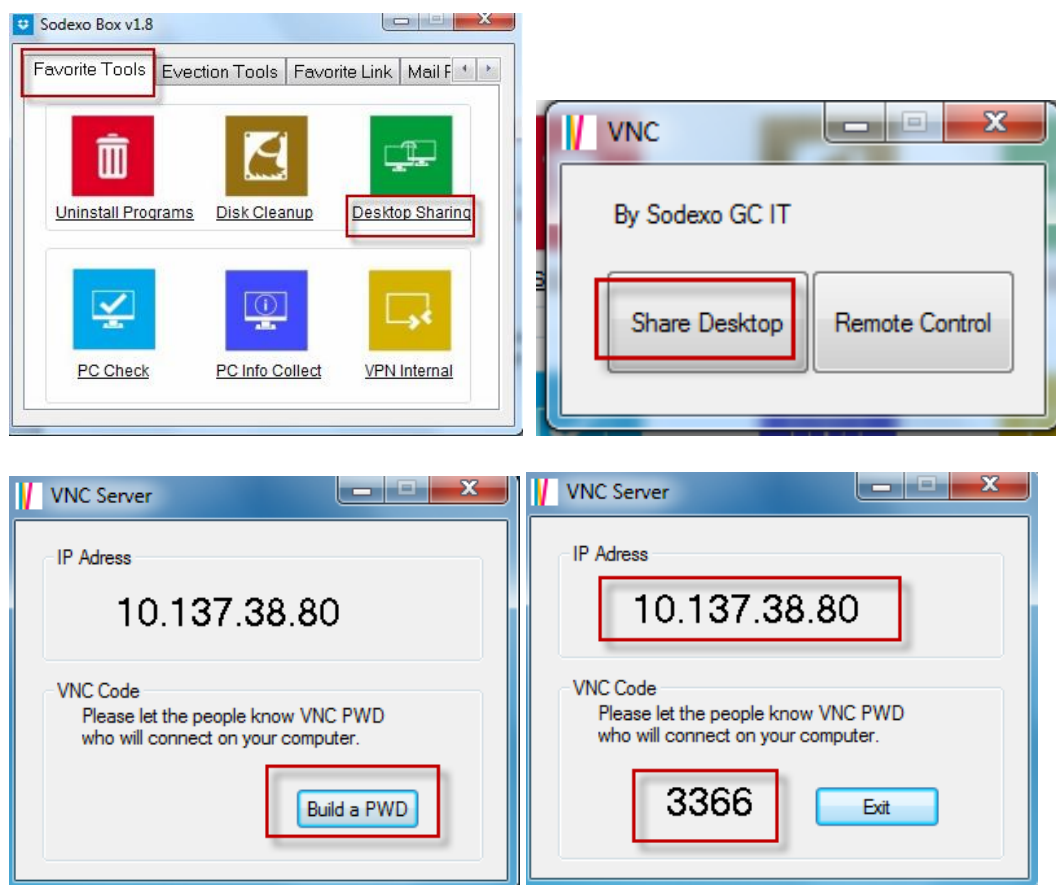 Sodexo Box v1.8
Favorite Tools Evection Tools Favorite Link Mail F
Uninstall Programs Disk Cleanup Desktop Sharing
PC Check PC Info Collect VPN Internal
VNC
By Sodexo GC IT
Share Desktop Remote Control
VNC Server
IP Adress
10.137.38.80
VNC Code
Please let the people know VNC PWD
who will connect on your computer.
Build a PWD
VNC Server
IP Adress
10.137.38.80
VNC Code
Please let the people know VNC PWD
who will connect on your computer.
3366 Exit